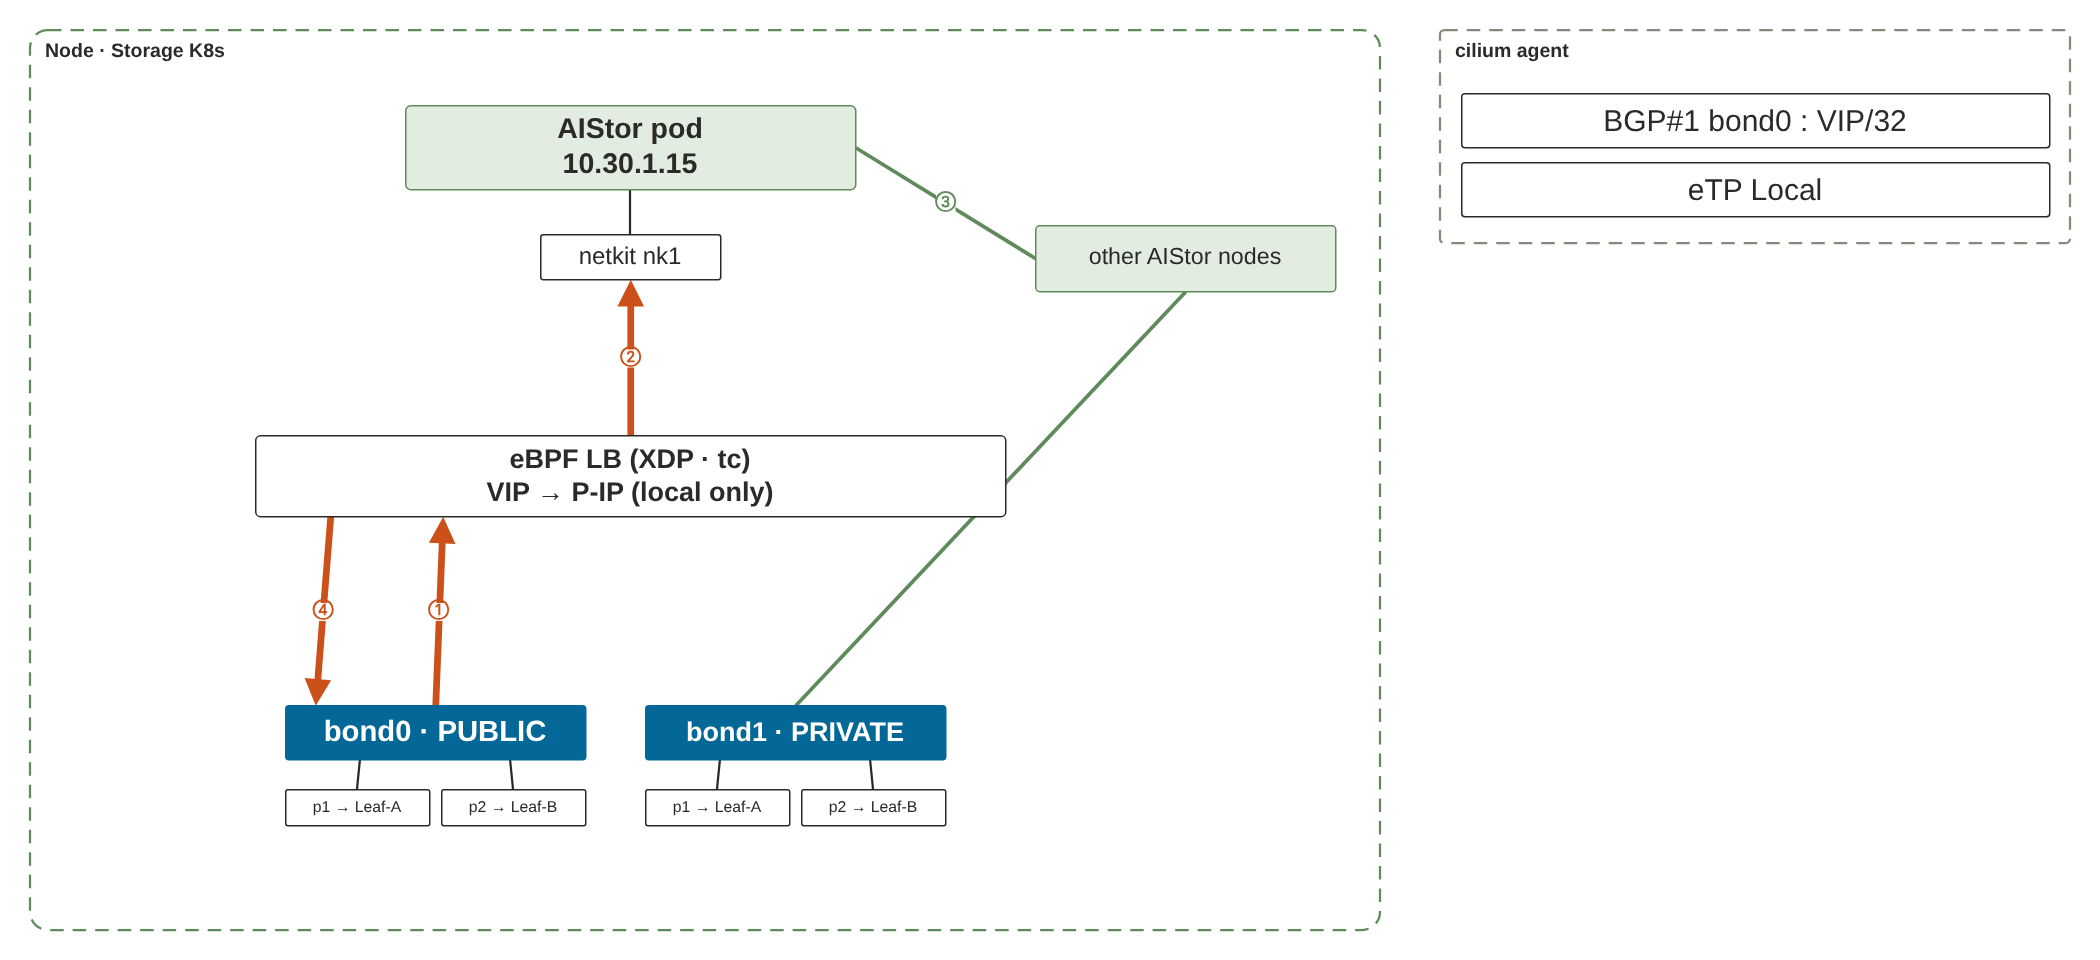 Node · Storage K8s
cilium agent
AIStor pod
10.30.1.15
BGP#1 bond0 : VIP/32
eTP Local
③
netkit nk1
other AIStor nodes
②
eBPF LB (XDP · tc)
VIP → P-IP (local only)
④
①
bond0 · PUBLIC
bond1 · PRIVATE
p1 → Leaf-A
p2 → Leaf-B
p1 → Leaf-A
p2 → Leaf-B